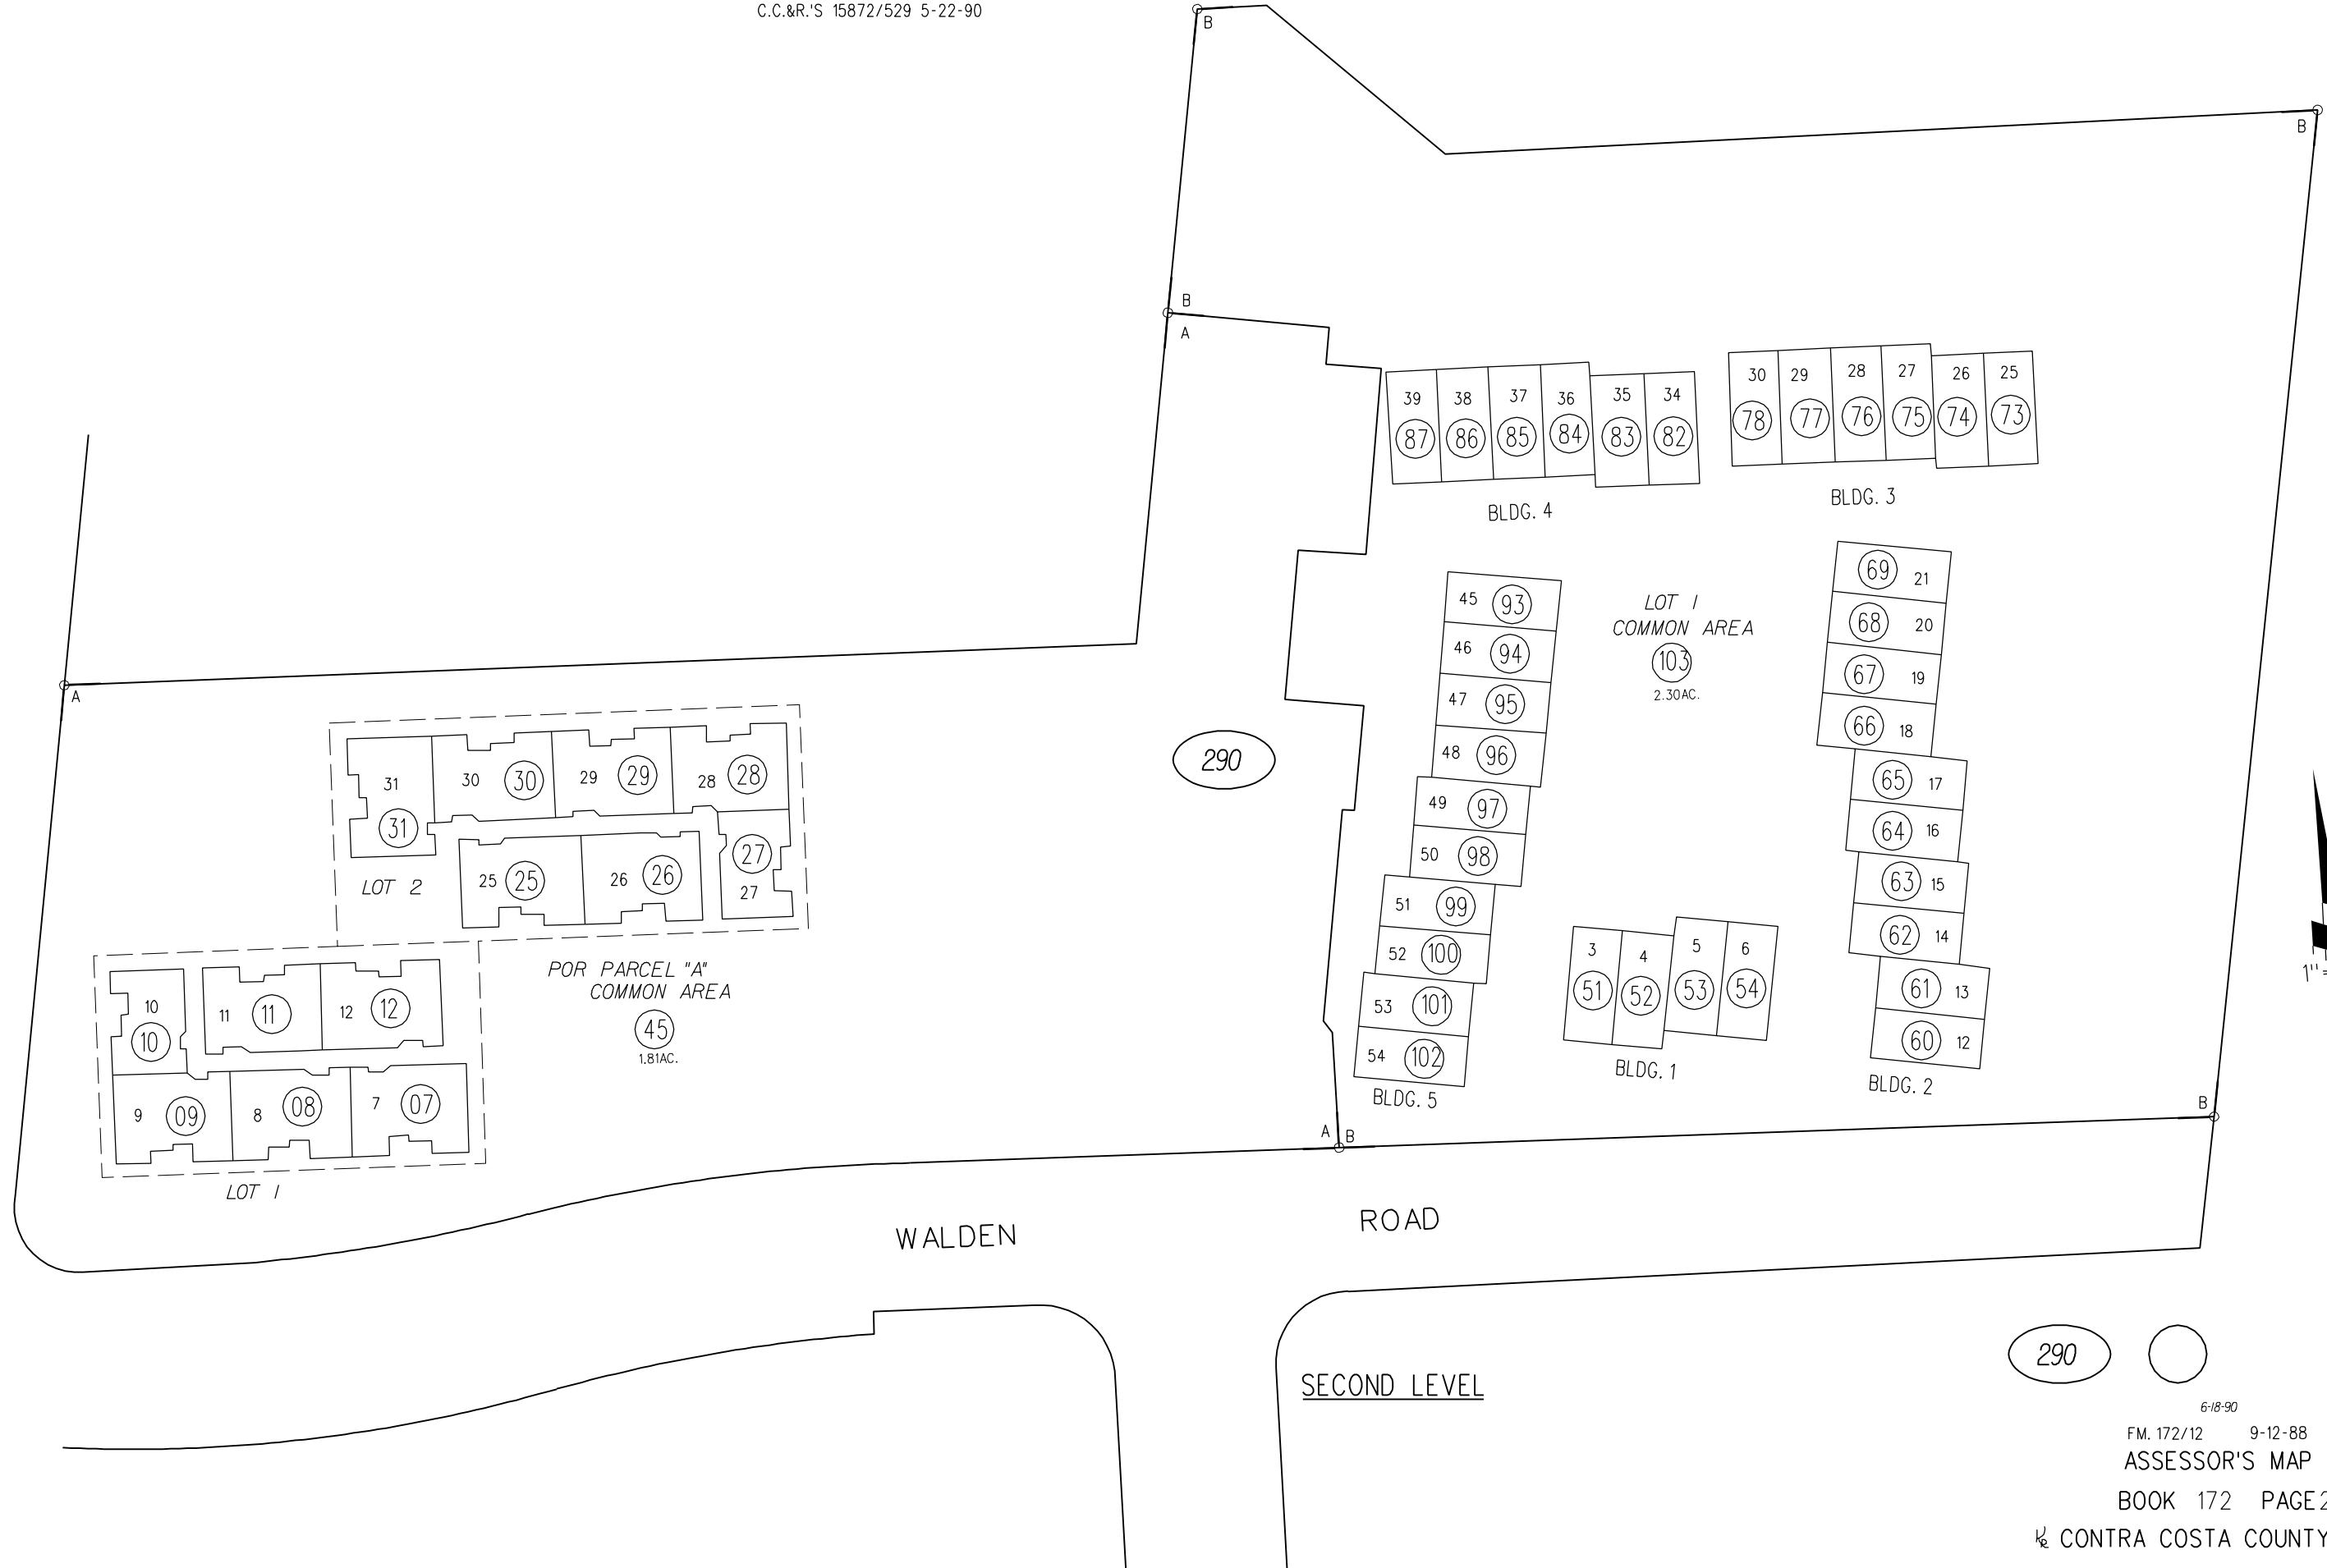 C.C.&R.'S 15872/529 5-22-90
B
B
B
A
A
39 38 37 36 35 34
87 86 85 84 83 82
BLDG. 4
30 29 28 27 26 25
78 77 76 75 74 73
BLDG. 3
45 93
46 94
47 95
48 96
49 97
50 98
51 99
52 100
53 101
54 102
BLDG. 5
LOT 1
COMMON AREA
103
2.30AC.
69 21
68 20
67 19
66 18
65 17
64 16
63 15
62 14
61 13
60 12
BLDG. 2
3 4 5 6
51 52 53 54
BLDG. 1
290
31 30 30 29 29 28 28
31
27
25 25 26 26 27
LOT 2
10 11 11 12 12
10
9 09 8 08 7 07
LOT 1
POR PARCEL "A"
COMMON AREA
45
1.81AC.
A B
B
1"=
WALDEN ROAD
SECOND LEVEL
290
6-18-90
FM. 172/12 9-12-88
ASSESSOR'S MAP
BOOK 172 PAGE 2
CONTRA COSTA COUNTY